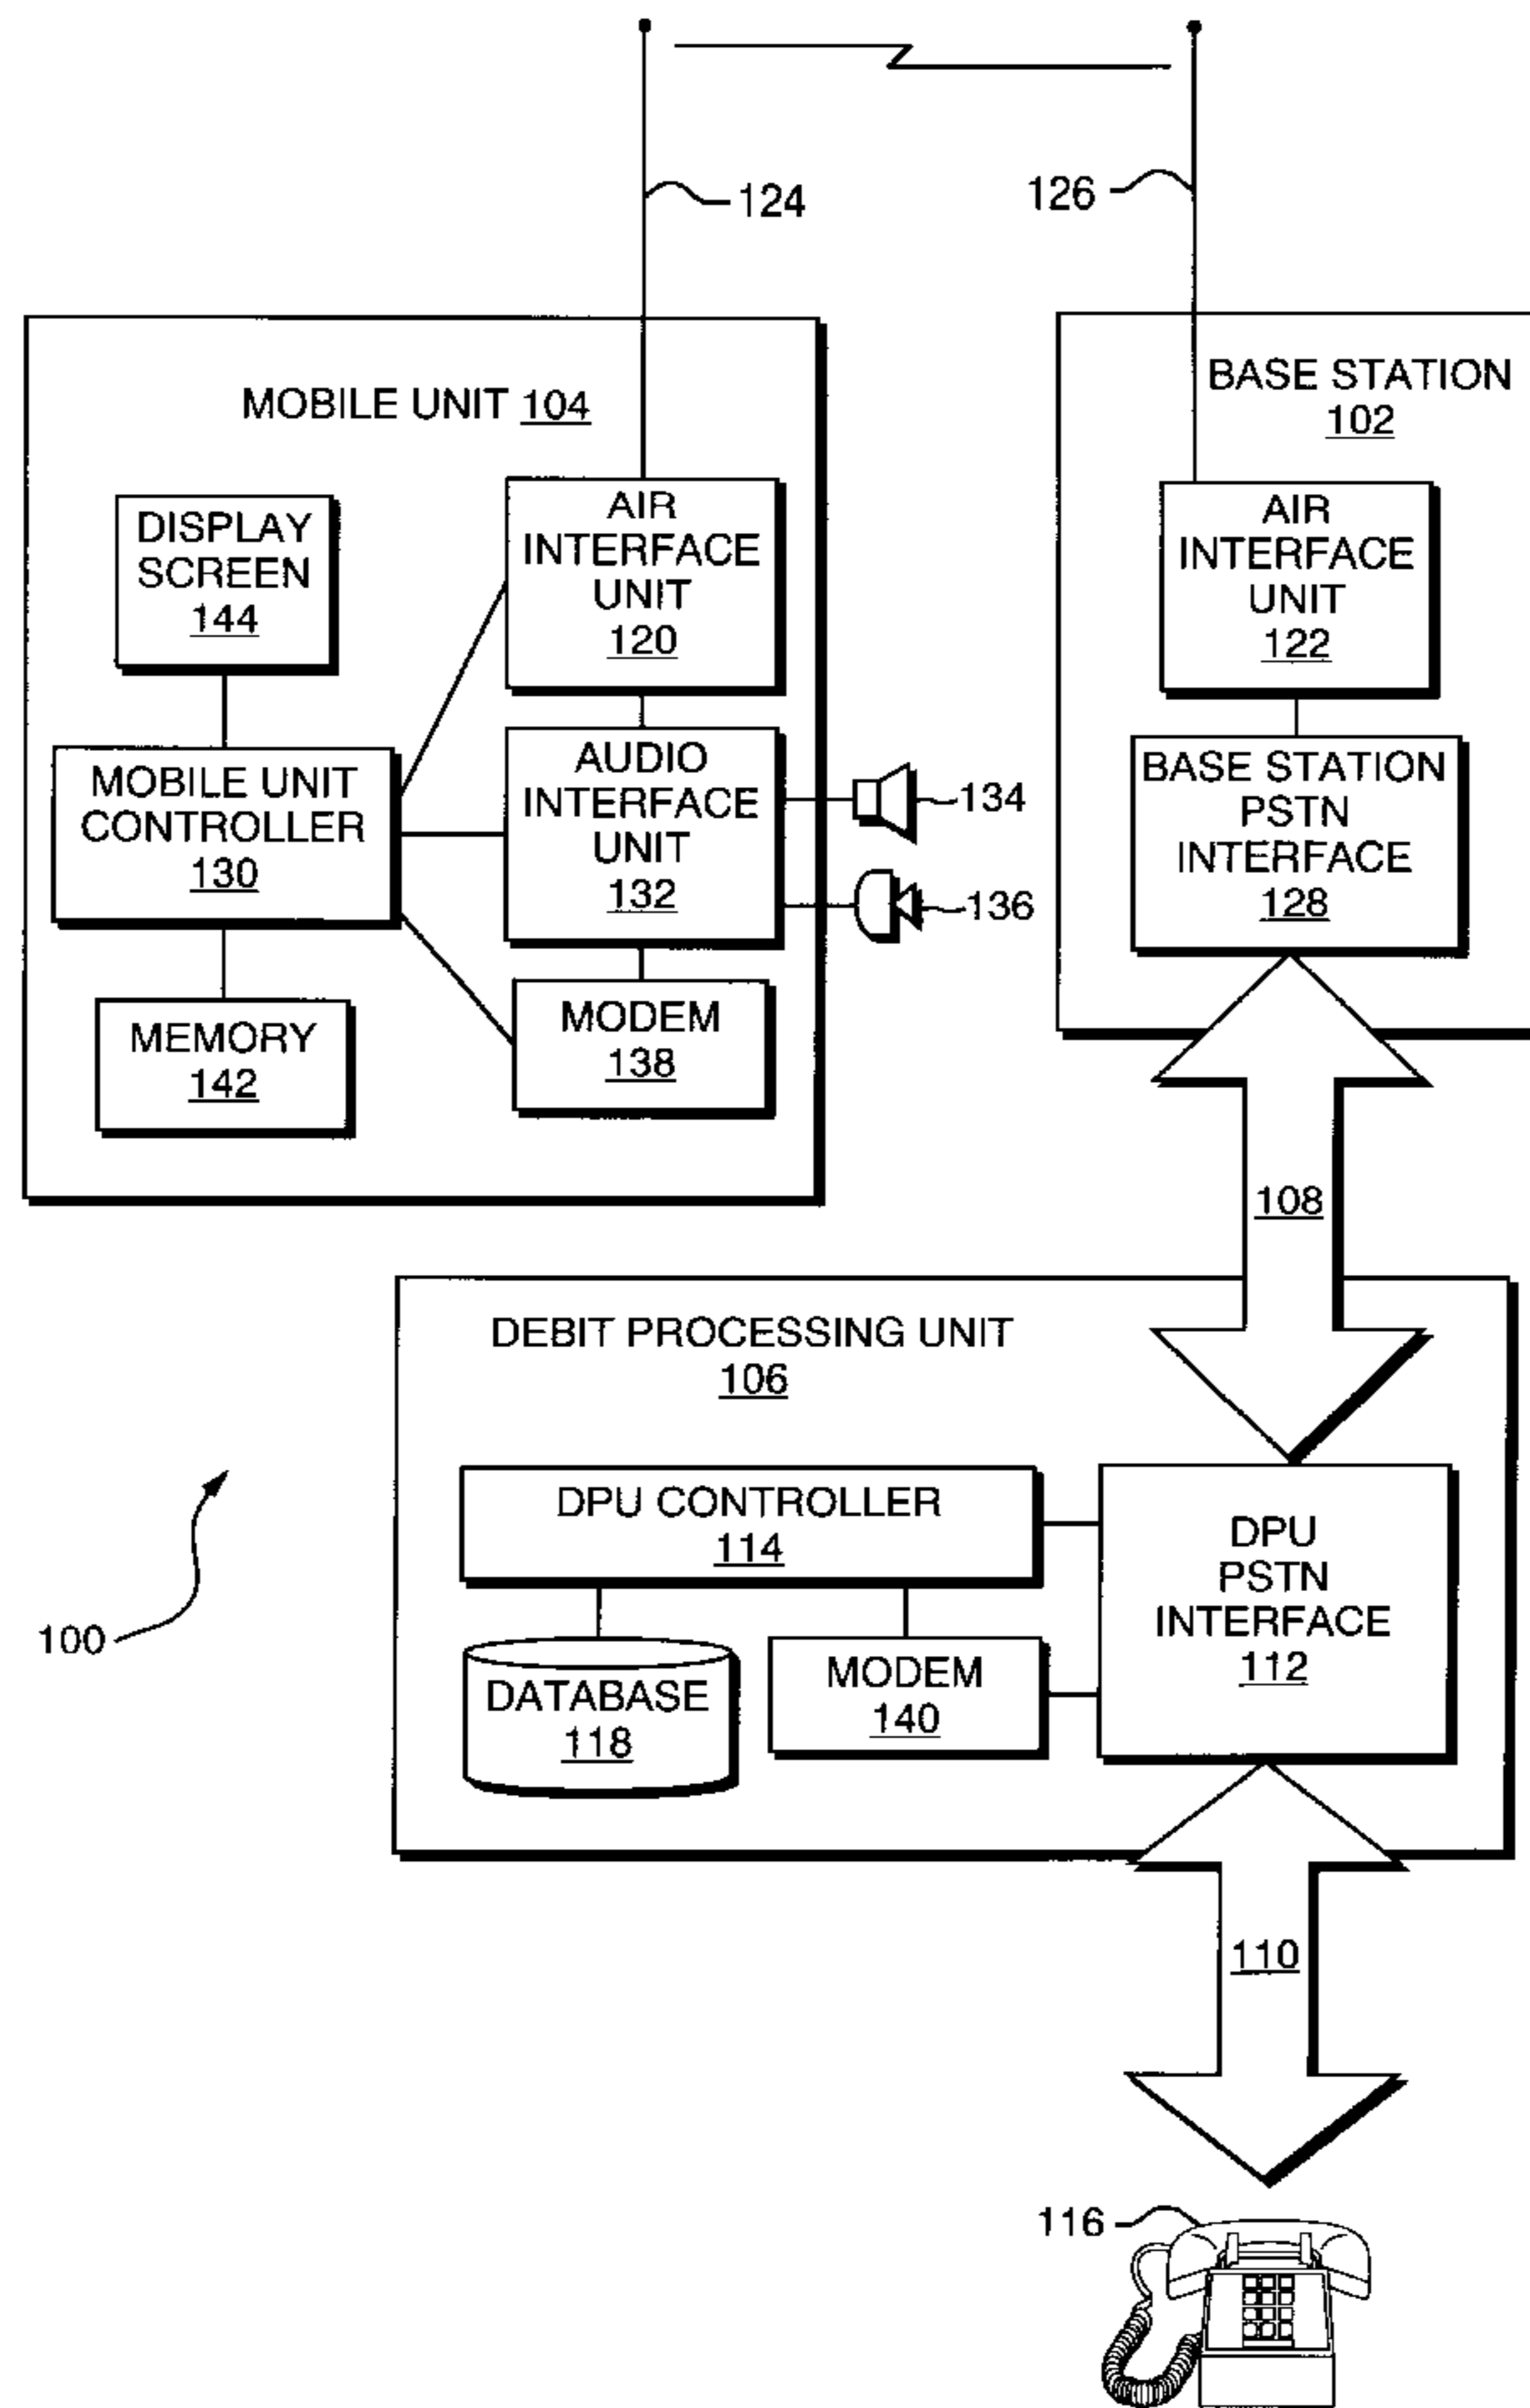 124
126
MOBILE UNIT 104
DISPLAY
SCREEN
144
AIR
INTERFACE
UNIT
120
MOBILE UNIT
CONTROLLER
130
AUDIO
INTERFACE
UNIT
132
134
136
MEMORY
142
MODEM
138
BASE STATION
102
AIR
INTERFACE
UNIT
122
BASE STATION
PSTN
INTERFACE
128
108
DEBIT PROCESSING UNIT
106
DPU CONTROLLER
114
DPU
PSTN
INTERFACE
112
DATABASE
118
MODEM
140
100
110
116